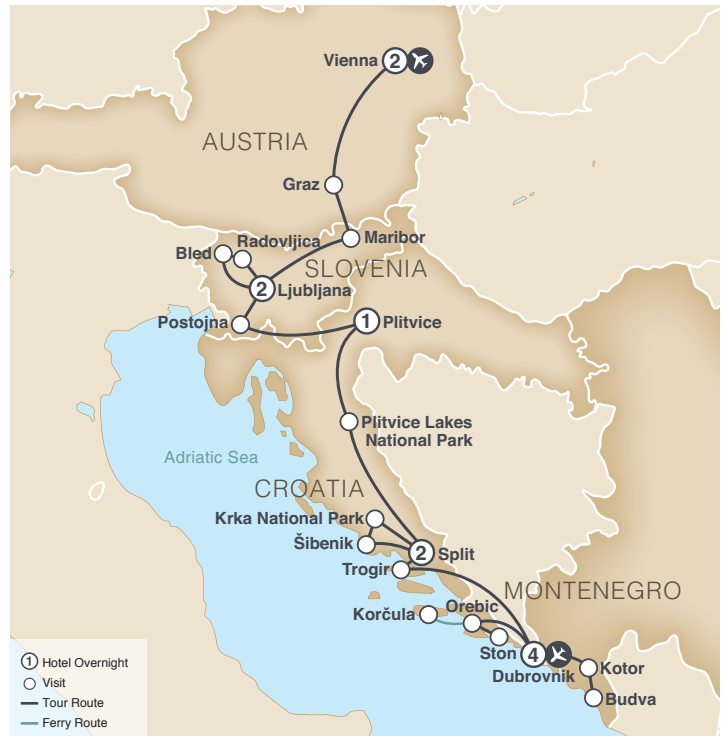 Vienna 2
AUSTRIA
Graz
Maribor
Radovljica
Bled
SLOVENIA
2 Ljubljana
Postojna
1 Plitvice
Plitvice Lakes
National Park
Adriatic Sea
CROATIA
Krka National Park
Šibenik
2 Split
Trogir
MONTENEGRO
Korčula
Orebic
Ston
4
Dubrovnik
Kotor
Budva
1 Hotel Overnight
Visit
Tour Route
Ferry Route